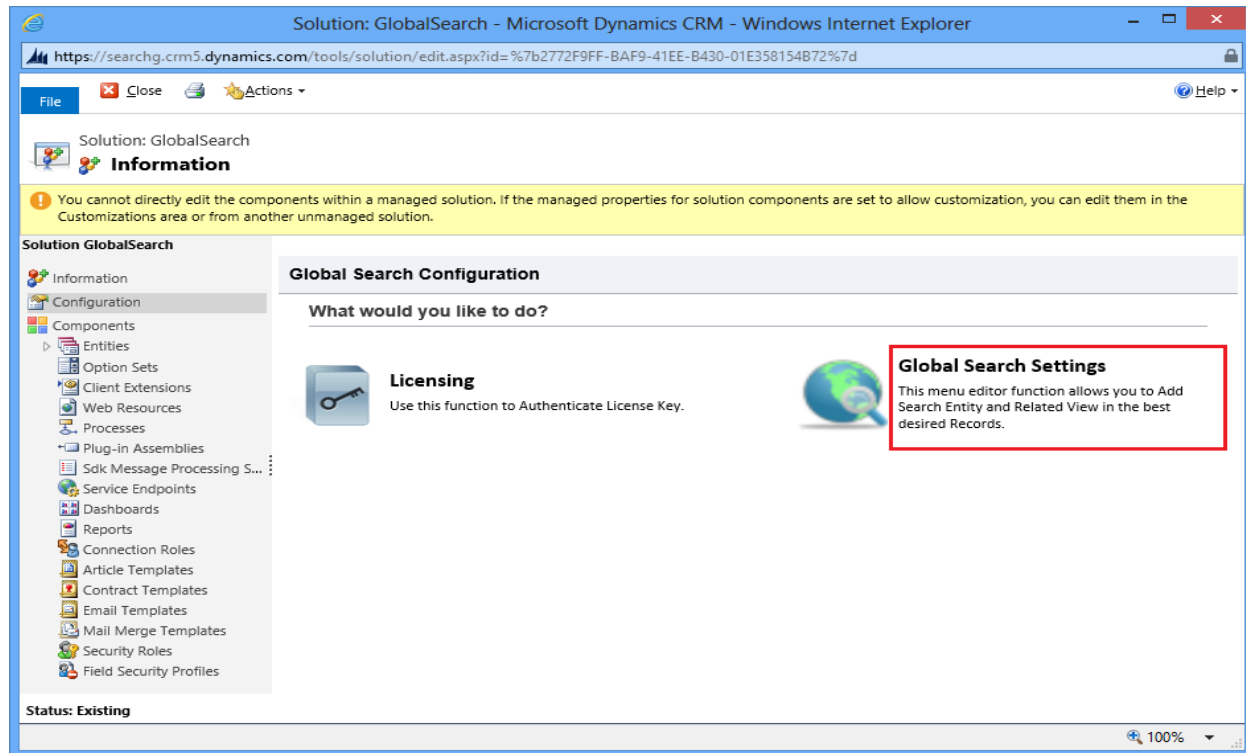 Solution: GlobalSearch - Microsoft Dynamics CRM - Windows Internet Explorer
https://searchg.crm5.dynamics.com/tools/solution/edit.aspx?id=%7b2772F9FF-BAF9-41EE-B430-01E358154B72%7d
File Close Actions Help
Solution: GlobalSearch
Information
You cannot directly edit the components within a managed solution. If the managed properties for solution components are set to allow customization, you can edit them in the
Customizations area or from another unmanaged solution.
Solution GlobalSearch
Information
Configuration
Components
Entities
Option Sets
Client Extensions
Web Resources
Processes
Plug-in Assemblies
Sdk Message Processing S...
Service Endpoints
Dashboards
Reports
Connection Roles
Article Templates
Contract Templates
Email Templates
Mail Merge Templates
Security Roles
Field Security Profiles
Global Search Configuration
What would you like to do?
Licensing
Use this function to Authenticate License Key.
Global Search Settings
This menu editor function allows you to Add
Search Entity and Related View in the best
desired Records.
Status: Existing
100%